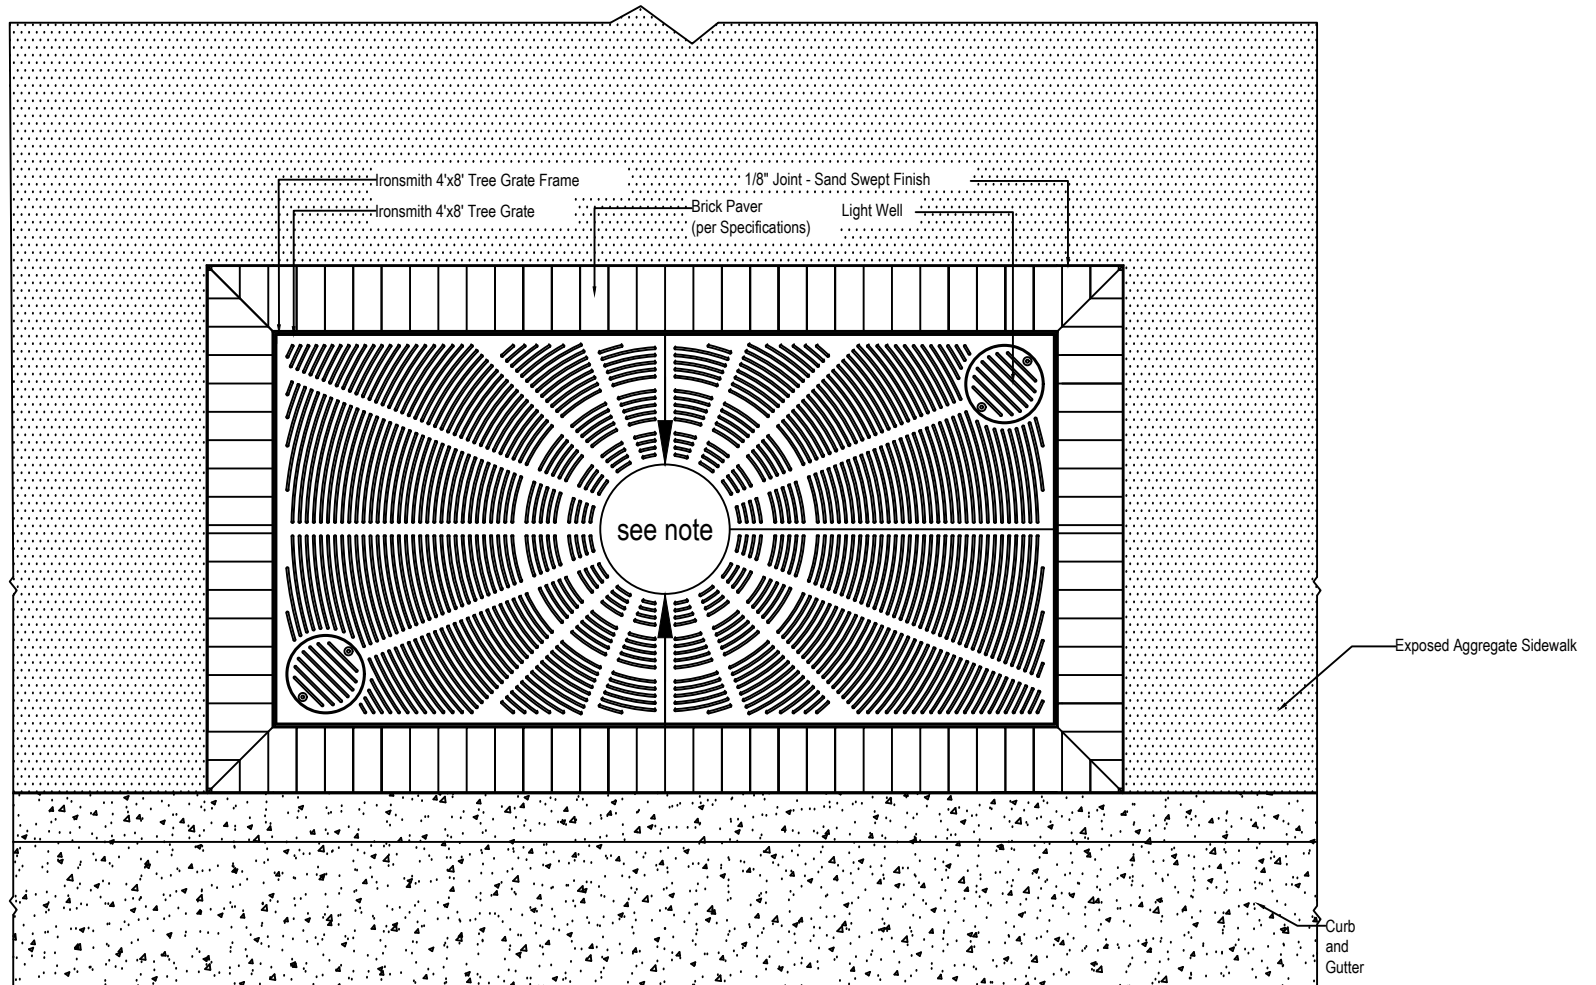 Ironsmith 4'x8' Tree Grate Frame
1/8" Joint - Sand Swept Finish
Ironsmith 4'x8' Tree Grate
Brick Paver
(per Specifications)
Light Well
see note
Exposed Aggregate Sidewalk
Curb
and
Gutter